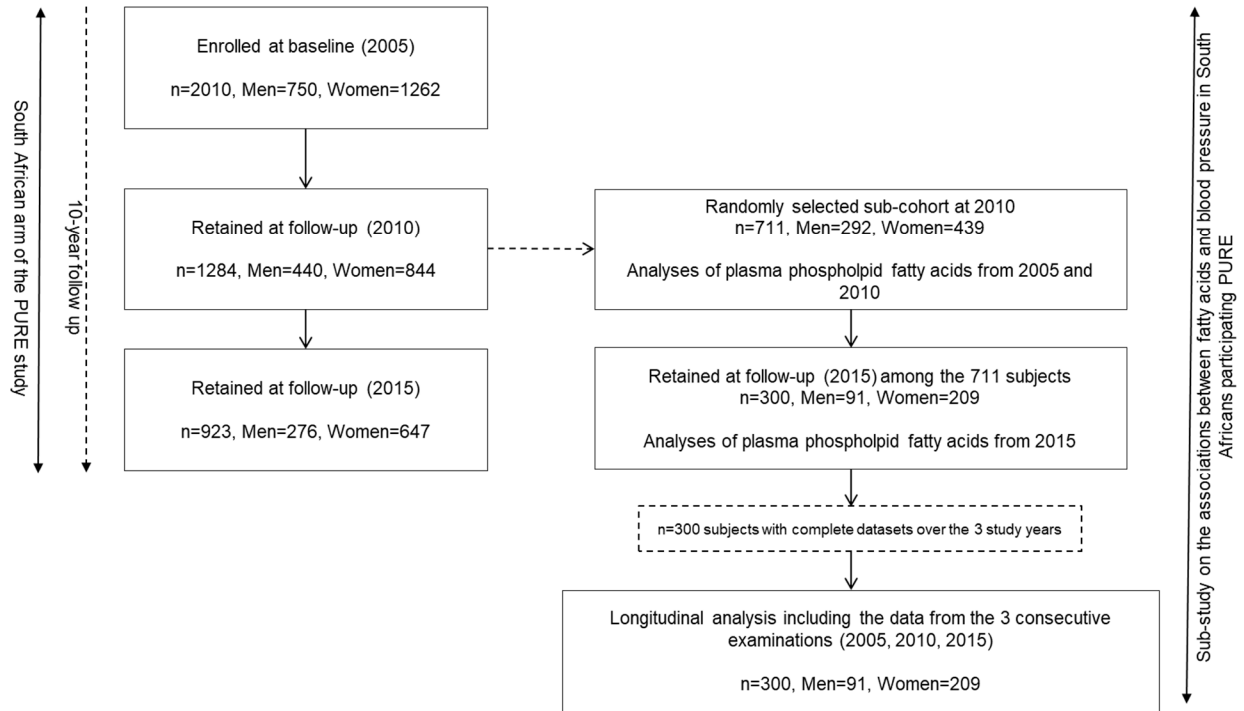 South African arm of the PURE study
10-year follow up
Enrolled at baseline (2005)
n=2010, Men=750, Women=1262
Retained at follow-up (2010)
n=1284, Men=440, Women=844
Retained at follow-up (2015)
n=923, Men=276, Women=647
Randomly selected sub-cohort at 2010
n=711, Men=292, Women=439
Analyses of plasma phospholpid fatty acids from 2005 and
2010
Retained at follow-up (2015) among the 711 subjects
n=300, Men=91, Women=209
Analyses of plasma phospholipid fatty acids from 2015
n=300 subjects with complete datasets over the 3 study years
Longitudinal analysis including the data from the 3 consecutive
examinations (2005, 2010, 2015)
n=300, Men=91, Women=209
Sub-study on the associations between fatty acids and blood pressure in South
Africans participating PURE